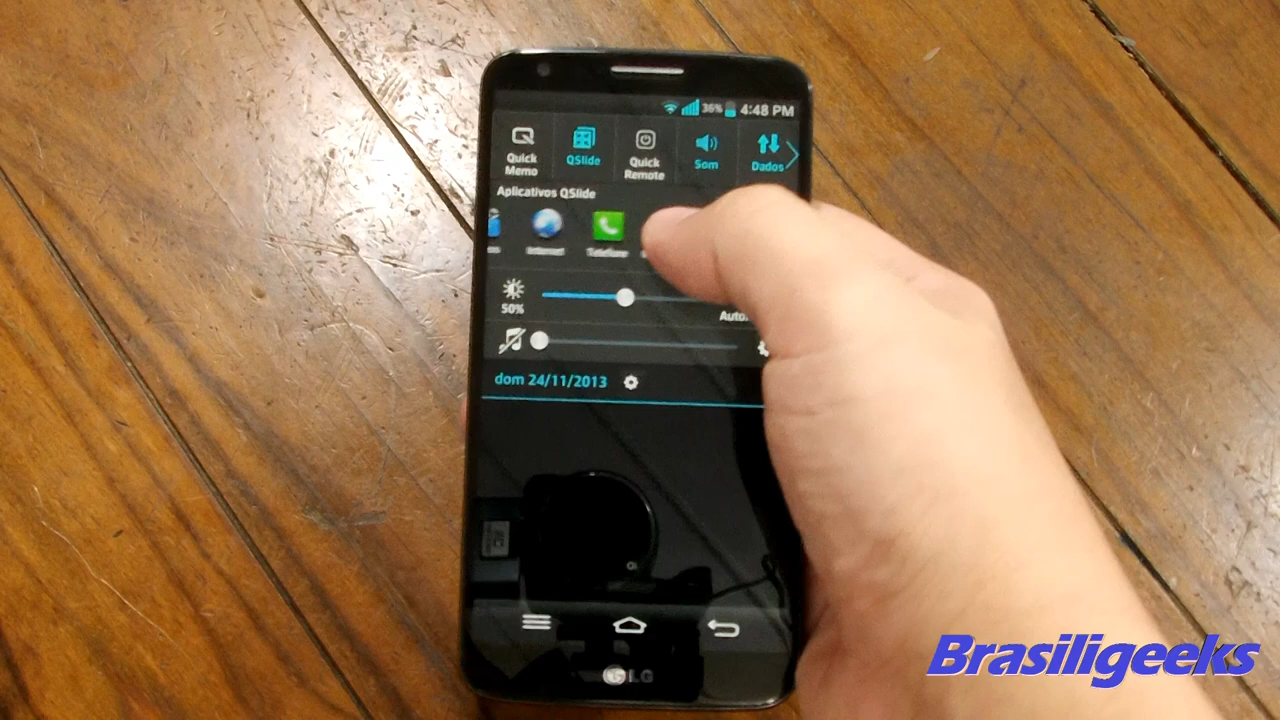 36% 4:48 PM
Quick Memo
QSlide
Quick Remote
Som
Dados
Aplicativos QSlide
Internet
Telefone
50%
dom 24/11/2013
LG
Brasiligeeks